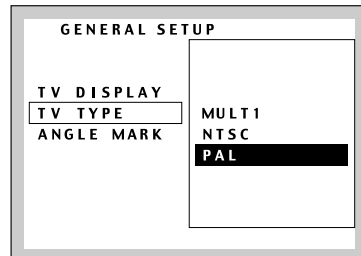 GENERAL SETUP
TV DISPLAY
TV TYPE
ANGLE MARK
MULT1
NTSC
PAL